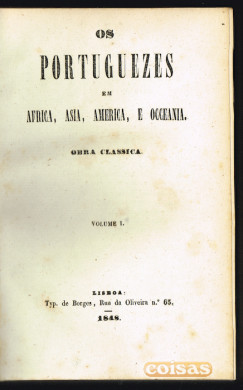 OS
PORTUGUEZES
EM
AFRICA, ASIA, AMERICA, E OCCEANIA.
OBRA CLASSICA.
VOLUME I.
LISBOA:
Typ. de Borges, Rua da Oliveira n.º 65.
1848.
coisas